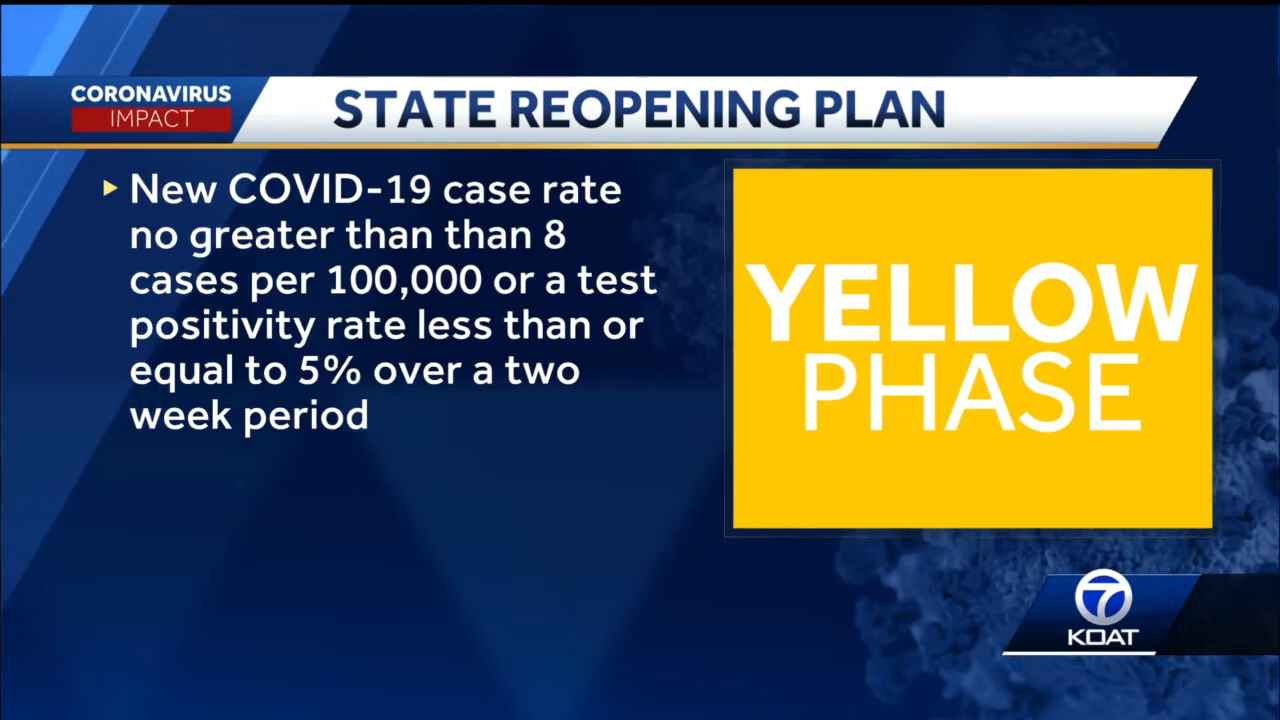 CORONAVIRUS
IMPACT
STATE REOPENING PLAN
New COVID-19 case rate
no greater than than 8
cases per 100,000 or a test
positivity rate less than or
equal to 5% over a two
week period
YELLOW
PHASE
7
KOAT